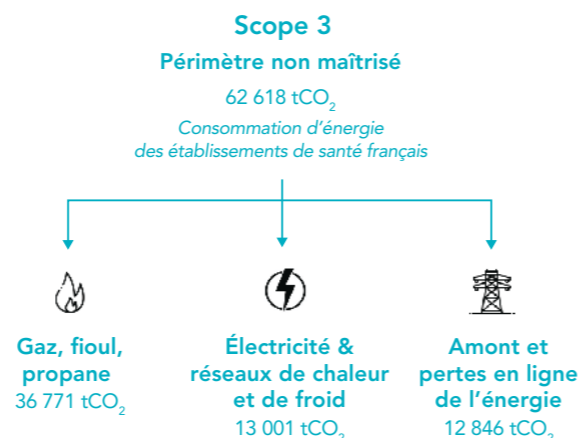 Scope 3
Périmètre non maîtrisé
62 618 tCO₂
Consommation d'énergie
des établissements de santé français
Gaz, fioul,
propane
36 771 tCO₂
Électricité &
réseaux de chaleur
et de froid
13 001 tCO₂
Amont et
pertes en ligne
de l'énergie
12 846 tCO₂